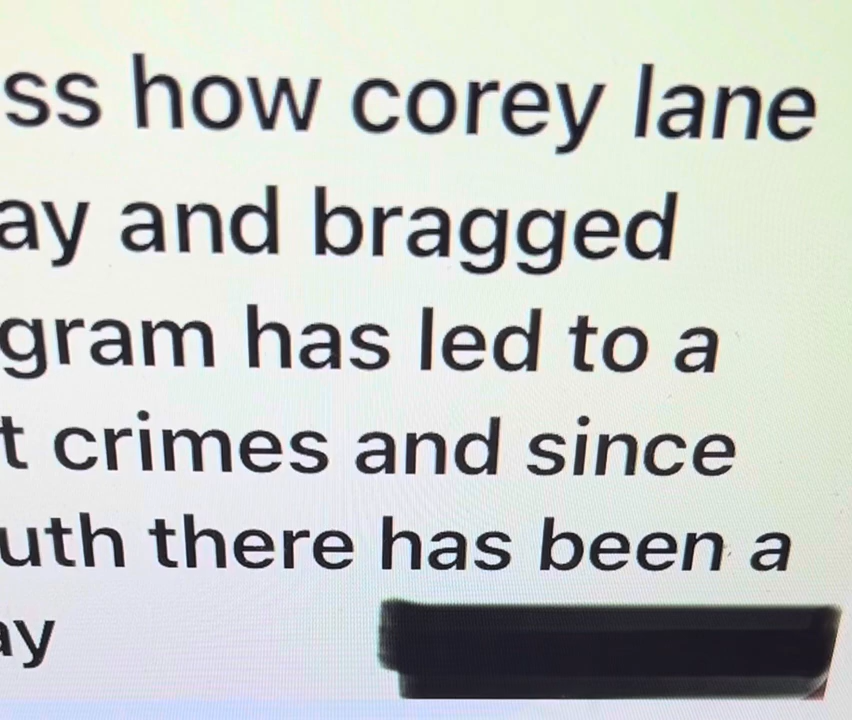 ss how corey lane
ay and bragged
gram has led to a
t crimes and since
uth there has been a
ay